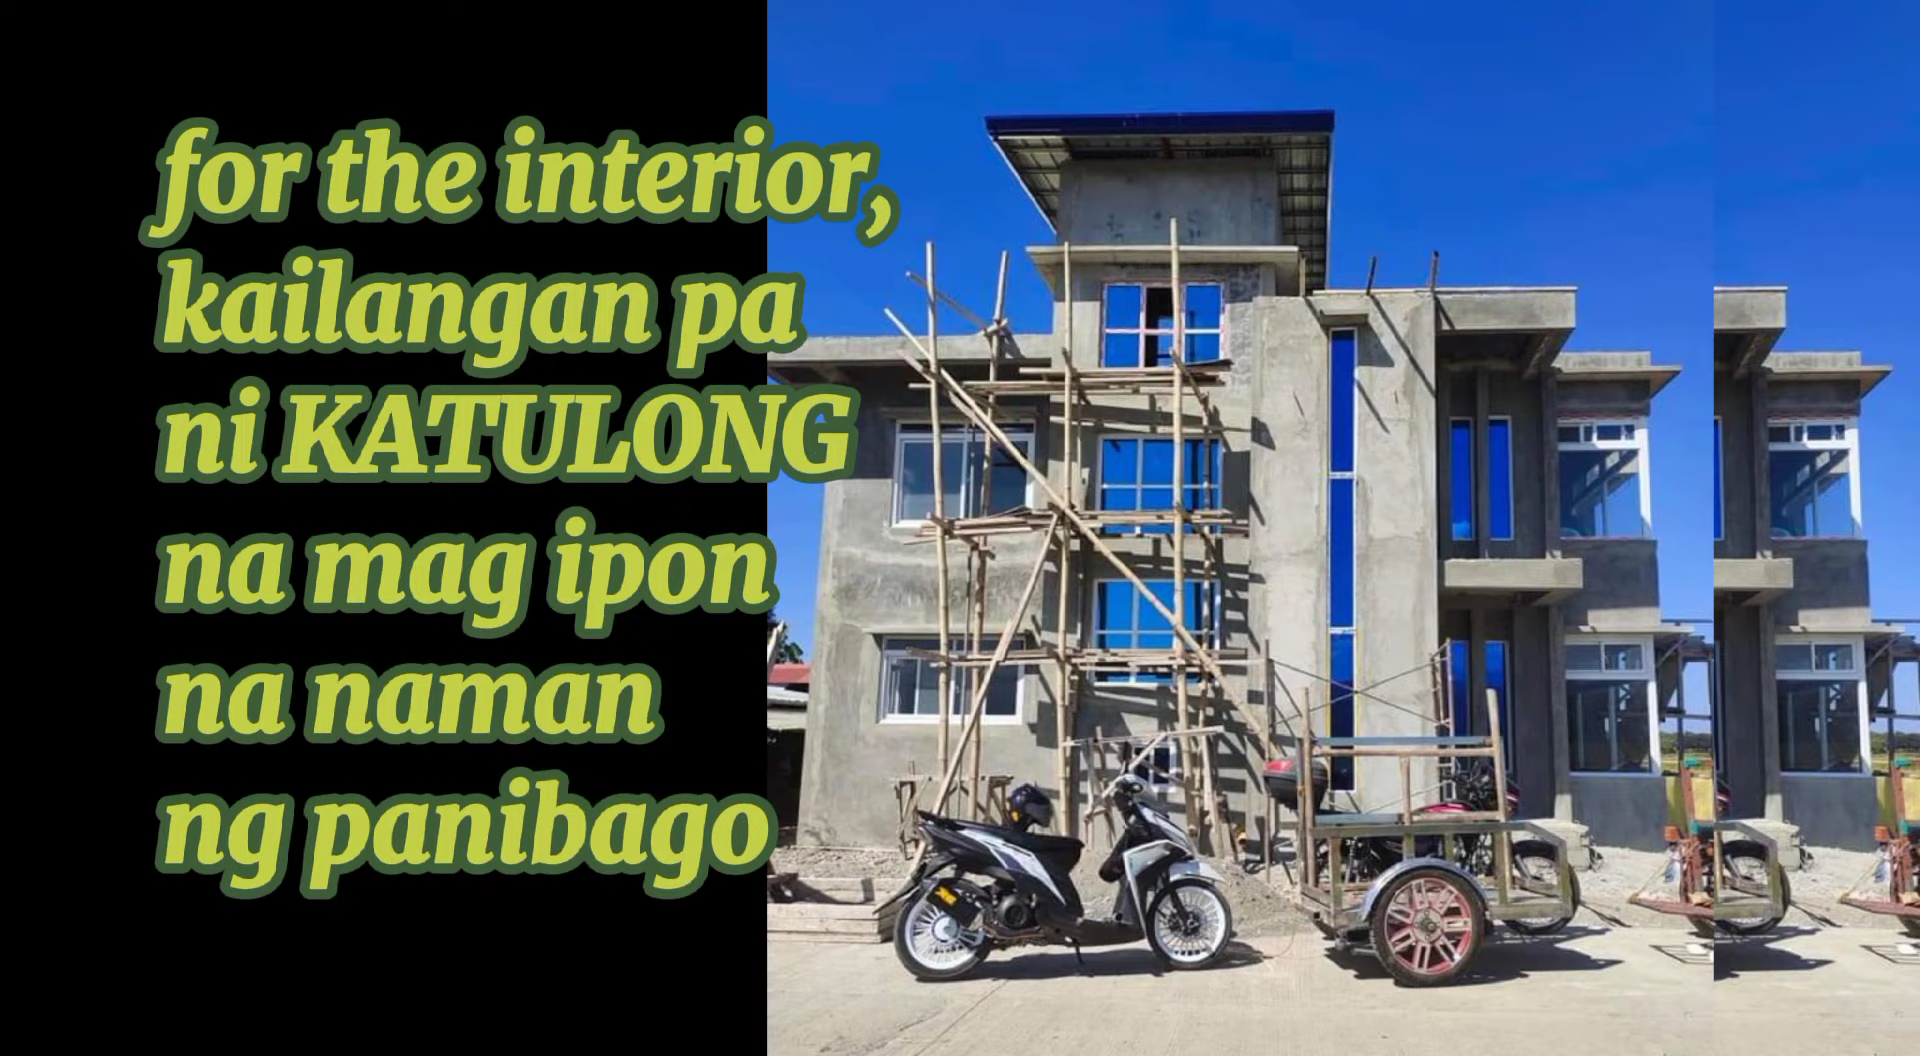 for the interior,
kailangan pa
ni KATULONG
na mag ipon
na naman
ng panibago